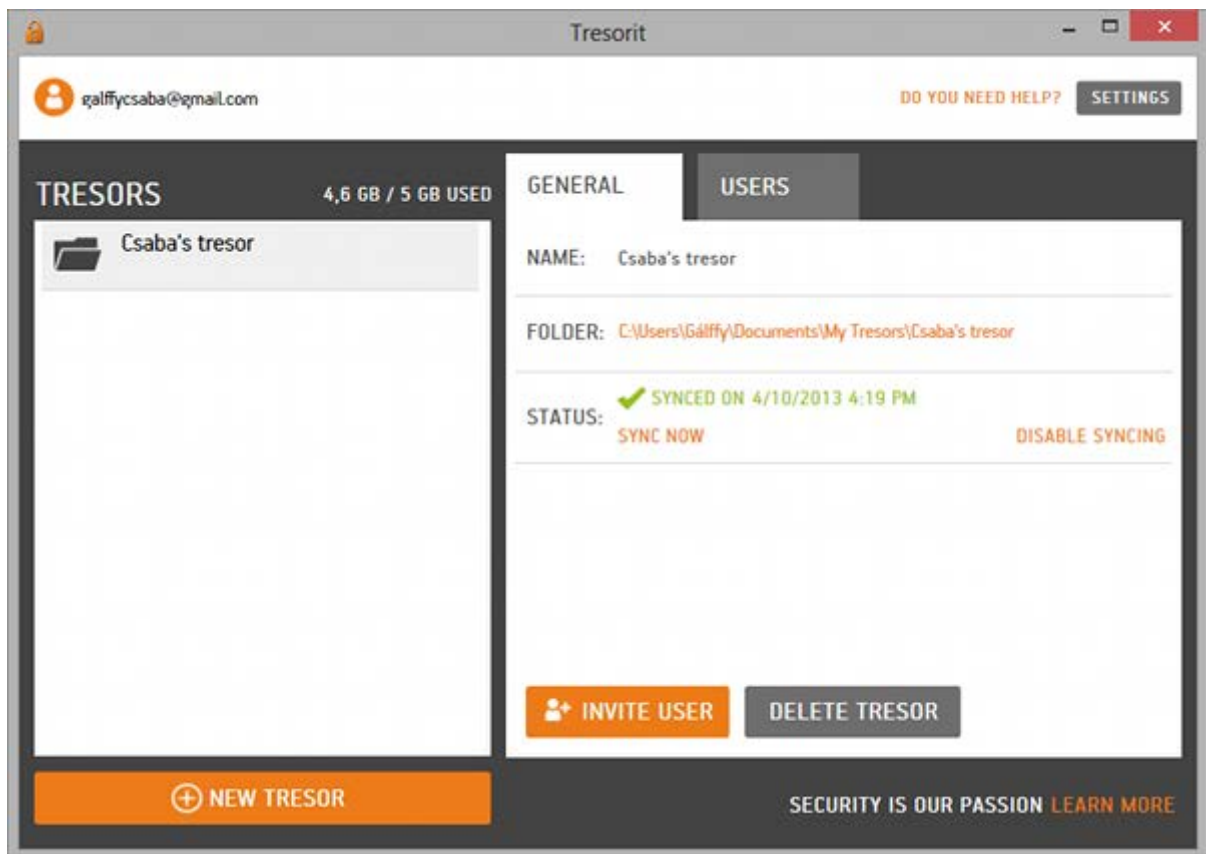 Tresorit
galffycsaba@gmail.com
DO YOU NEED HELP? SETTINGS
TRESORS 4,6 GB / 5 GB USED
Csaba's tresor
GENERAL USERS
NAME: Csaba's tresor
FOLDER: C:\Users\Gálffy\Documents\My Tresors\Csaba's tresor
STATUS: SYNCED ON 4/10/2013 4:19 PM
SYNC NOW DISABLE SYNCING
INVITE USER DELETE TRESOR
NEW TRESOR
SECURITY IS OUR PASSION LEARN MORE